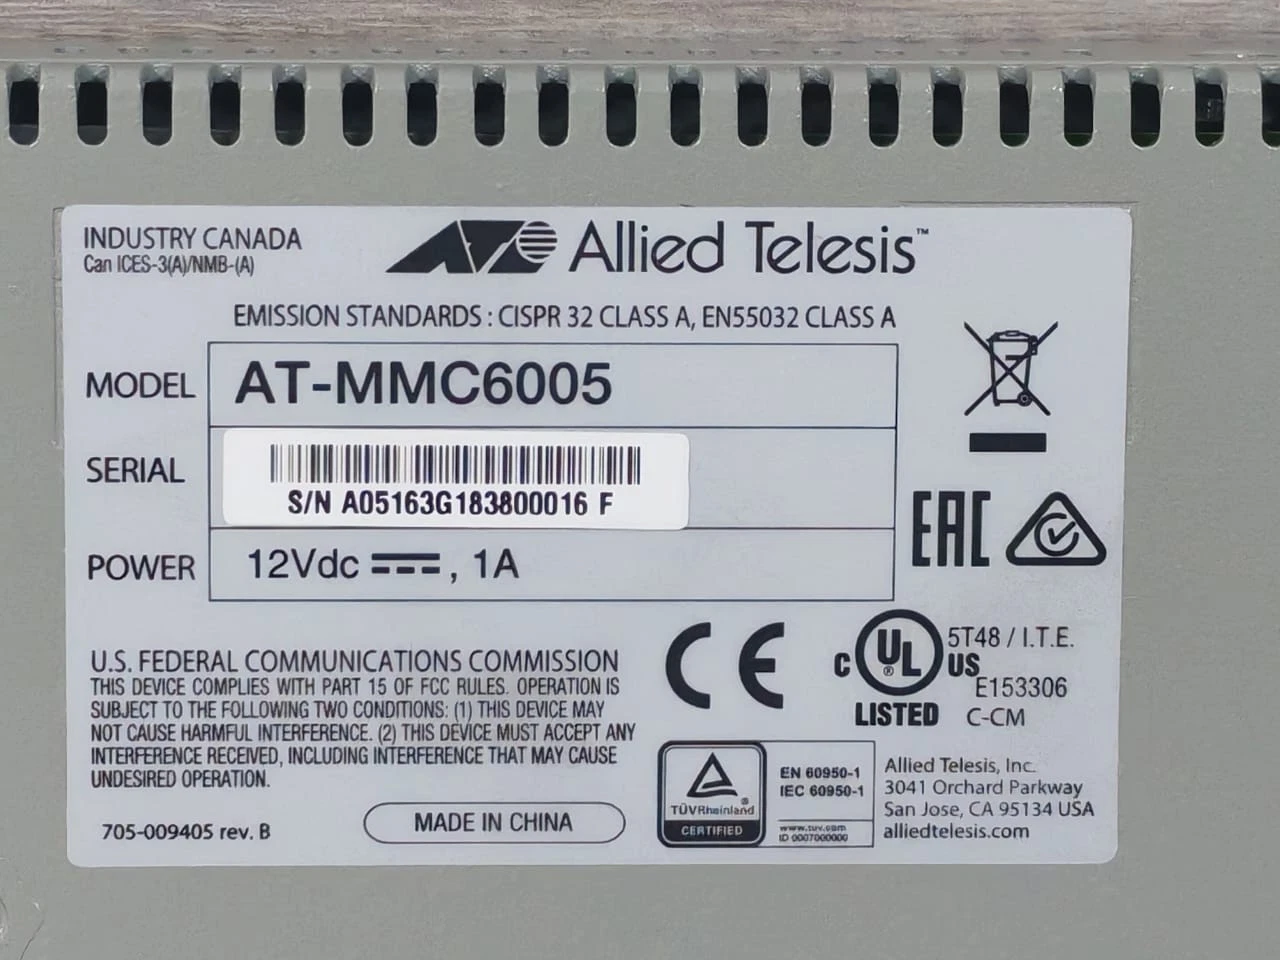 INDUSTRY CANADA
Can ICES-3(A)/NMB-(A)
Allied Telesis™
EMISSION STANDARDS : CISPR 32 CLASS A, EN55032 CLASS A
MODEL AT-MMC6005
SERIAL
S/N A05163G183800016 F
POWER 12Vdc ⎓, 1A
EAC
CE
C UL® US
LISTED
5T48 / I.T.E.
E153306
C-CM
U.S. FEDERAL COMMUNICATIONS COMMISSION
THIS DEVICE COMPLIES WITH PART 15 OF FCC RULES. OPERATION IS
SUBJECT TO THE FOLLOWING TWO CONDITIONS: (1) THIS DEVICE MAY
NOT CAUSE HARMFUL INTERFERENCE. (2) THIS DEVICE MUST ACCEPT ANY
INTERFERENCE RECEIVED, INCLUDING INTERFERENCE THAT MAY CAUSE
UNDESIRED OPERATION.
705-009405 rev. B
MADE IN CHINA
TÜVRheinland®
CERTIFIED
EN 60950-1
IEC 60950-1
www.tuv.com
ID 0007000000
Allied Telesis, Inc.
3041 Orchard Parkway
San Jose, CA 95134 USA
alliedtelesis.com